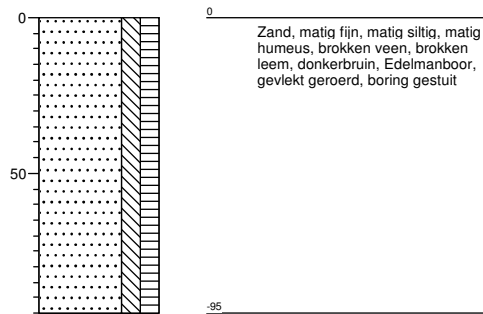 0
0
Zand, matig fijn, matig siltig, matig
humeus, brokken veen, brokken
leem, donkerbruin, Edelmanboor,
gevlekt geroerd, boring gestuit
50
-95